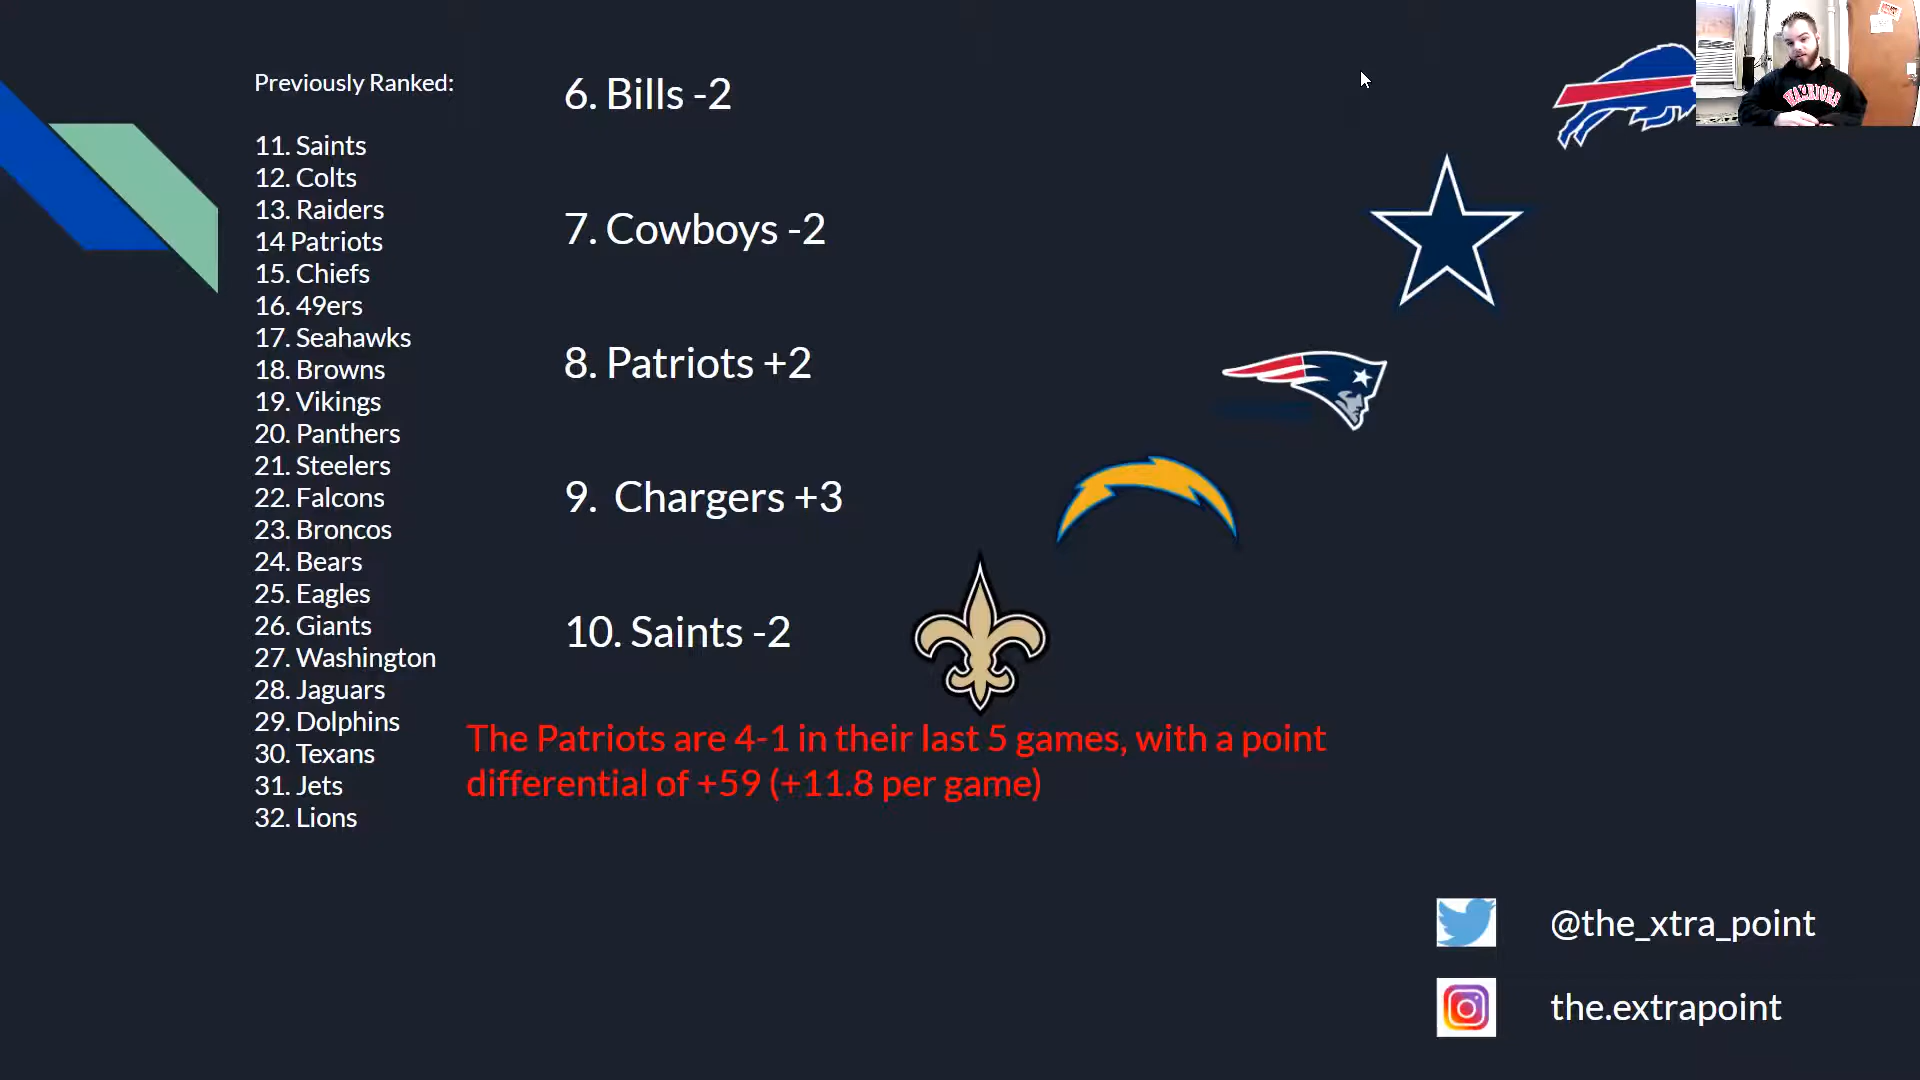 Previously Ranked:
11. Saints
12. Colts
13. Raiders
14 Patriots
15. Chiefs
16. 49ers
17. Seahawks
18. Browns
19. Vikings
20. Panthers
21. Steelers
22. Falcons
23. Broncos
24. Bears
25. Eagles
26. Giants
27. Washington
28. Jaguars
29. Dolphins
30. Texans
31. Jets
32. Lions
6. Bills -2
7. Cowboys -2
8. Patriots +2
9. Chargers +3
10. Saints -2
The Patriots are 4-1 in their last 5 games, with a point
differential of +59 (+11.8 per game)
WARRIORS
@the_xtra_point
the.extrapoint